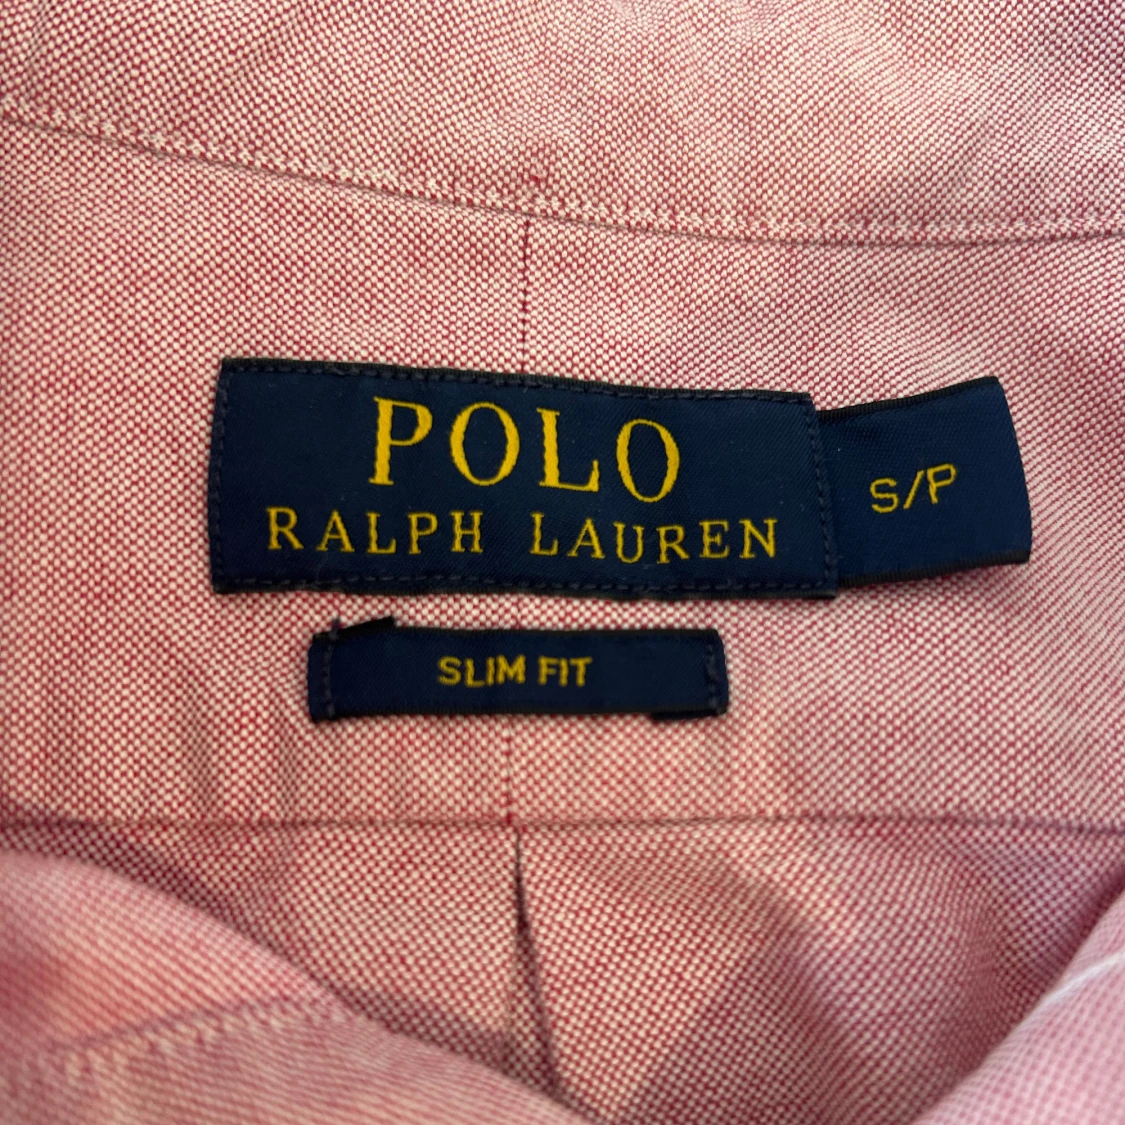 POLO
RALPH LAUREN
S/P
SLIM FIT